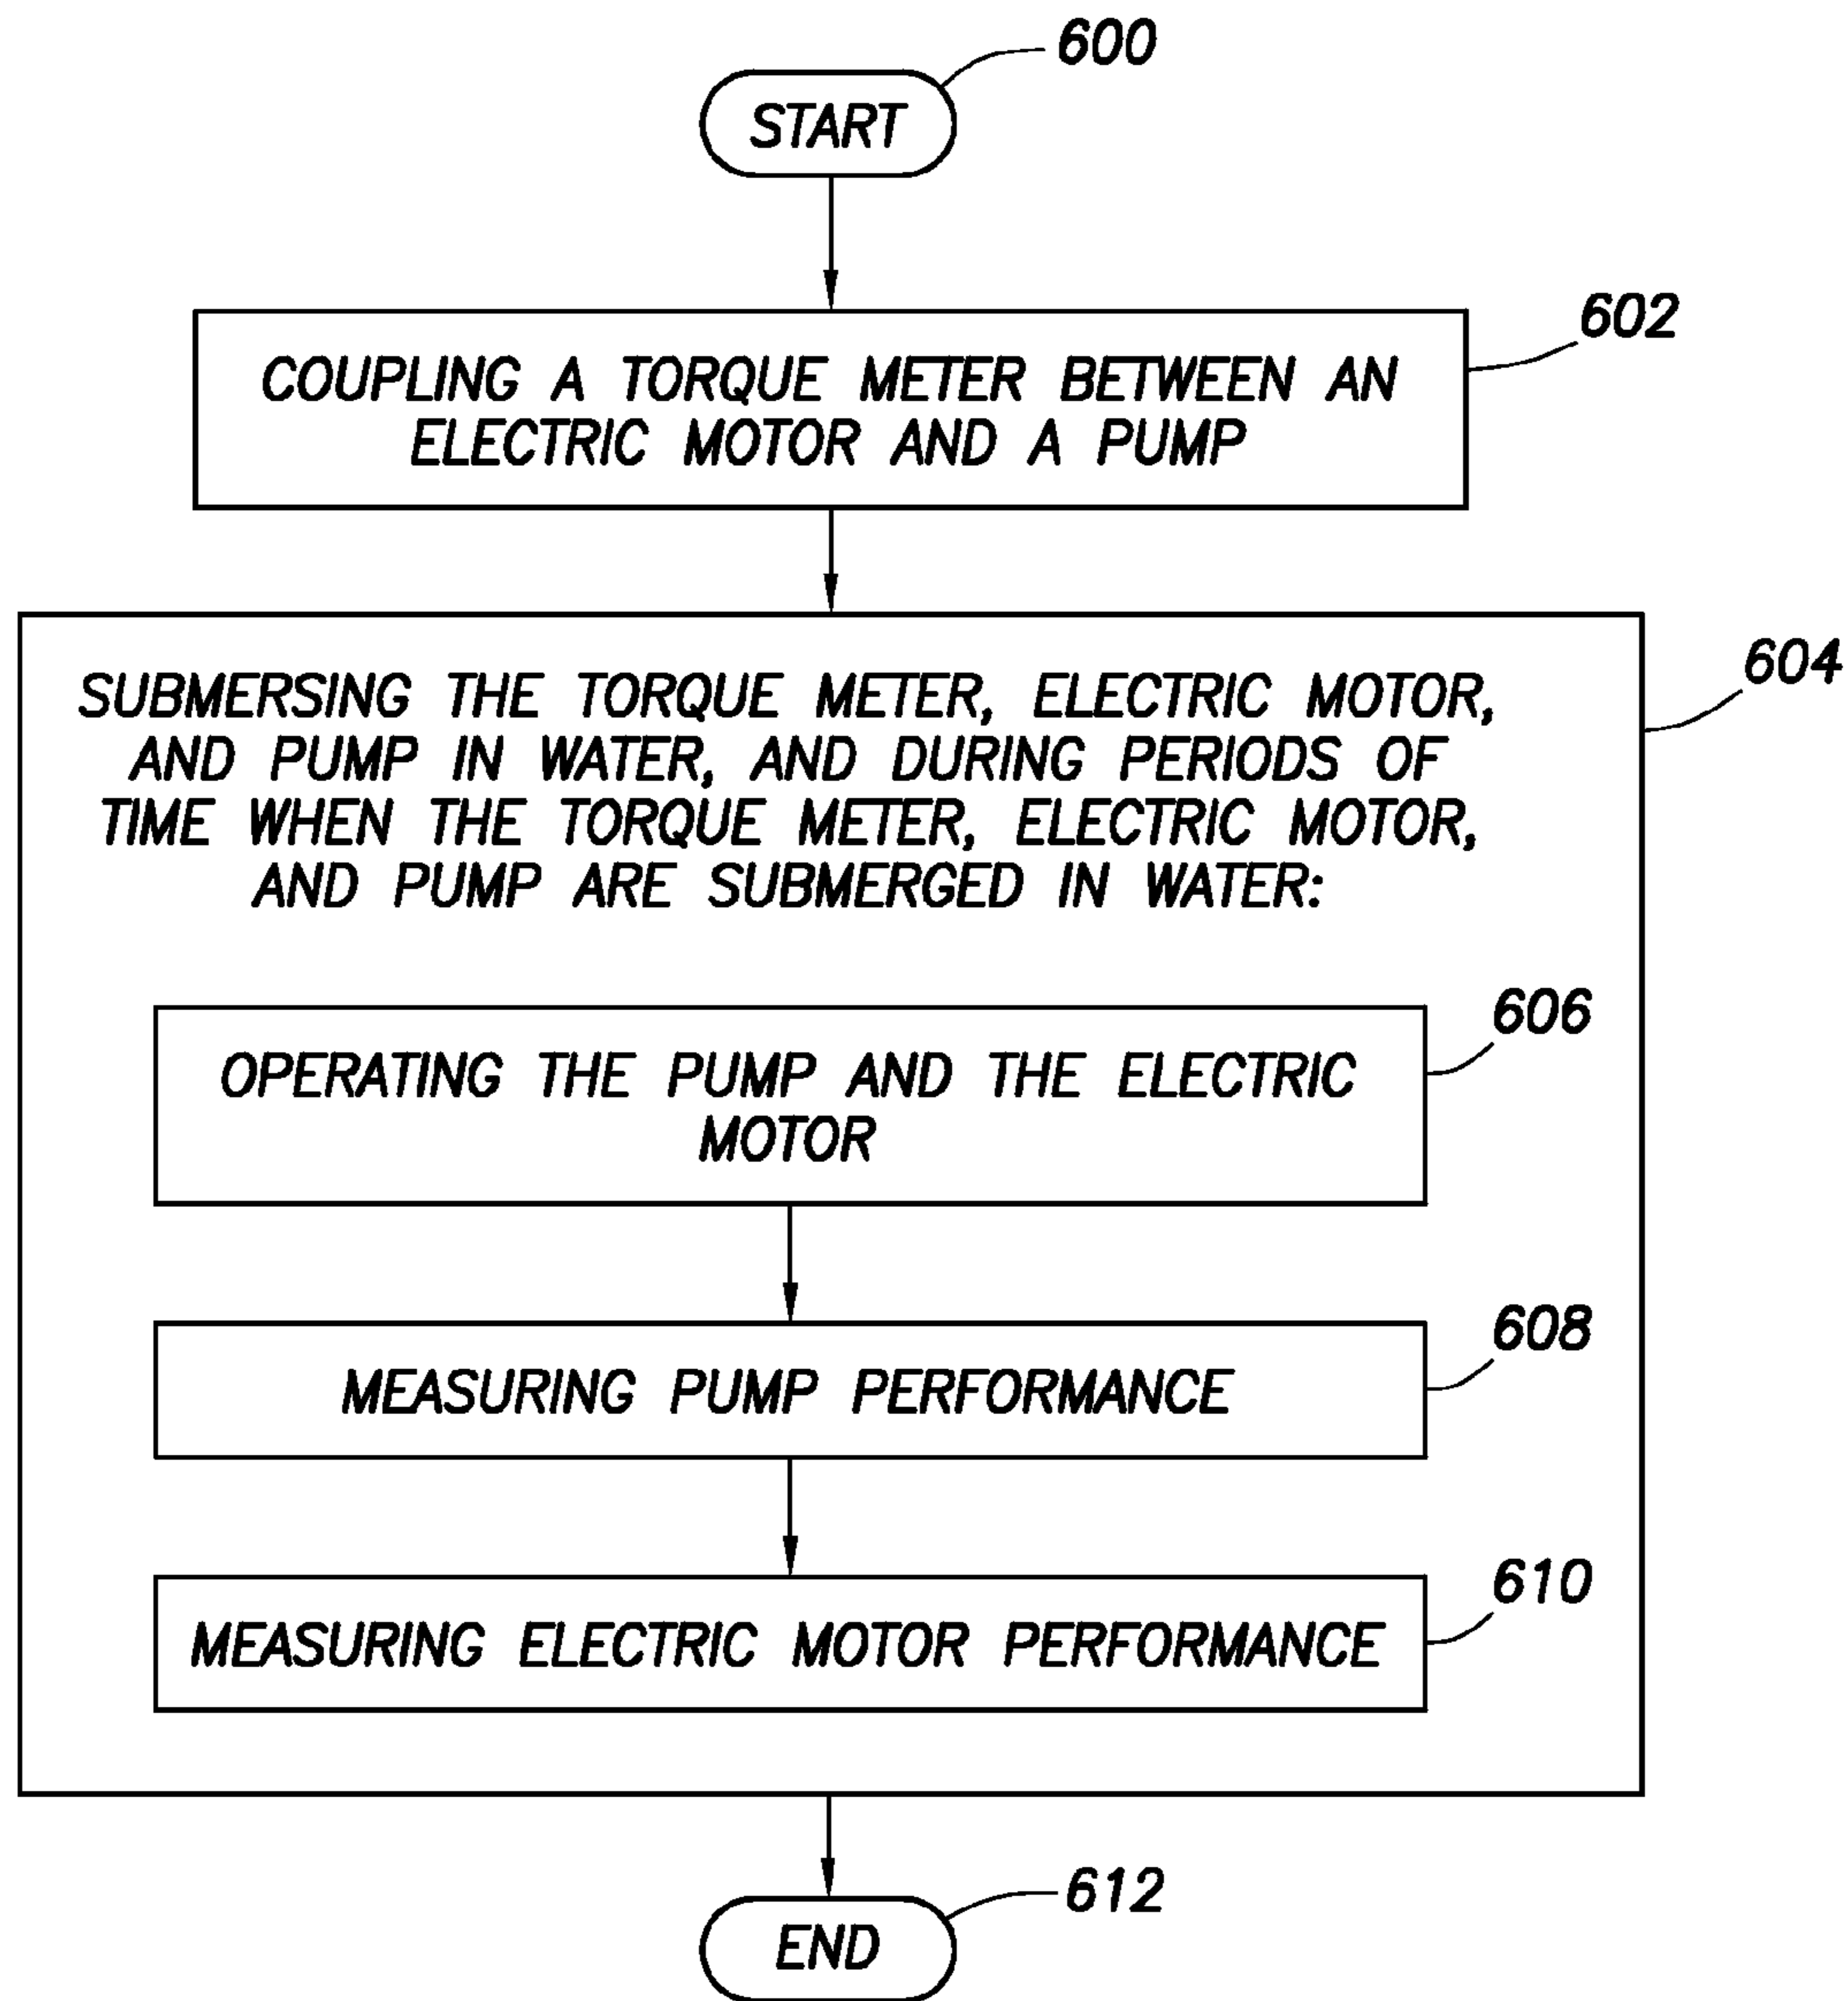 600
START
602
COUPLING A TORQUE METER BETWEEN AN
ELECTRIC MOTOR AND A PUMP
604
SUBMERSING THE TORQUE METER, ELECTRIC MOTOR,
AND PUMP IN WATER, AND DURING PERIODS OF
TIME WHEN THE TORQUE METER, ELECTRIC MOTOR,
AND PUMP ARE SUBMERGED IN WATER:
606
OPERATING THE PUMP AND THE ELECTRIC
MOTOR
608
MEASURING PUMP PERFORMANCE
610
MEASURING ELECTRIC MOTOR PERFORMANCE
612
END